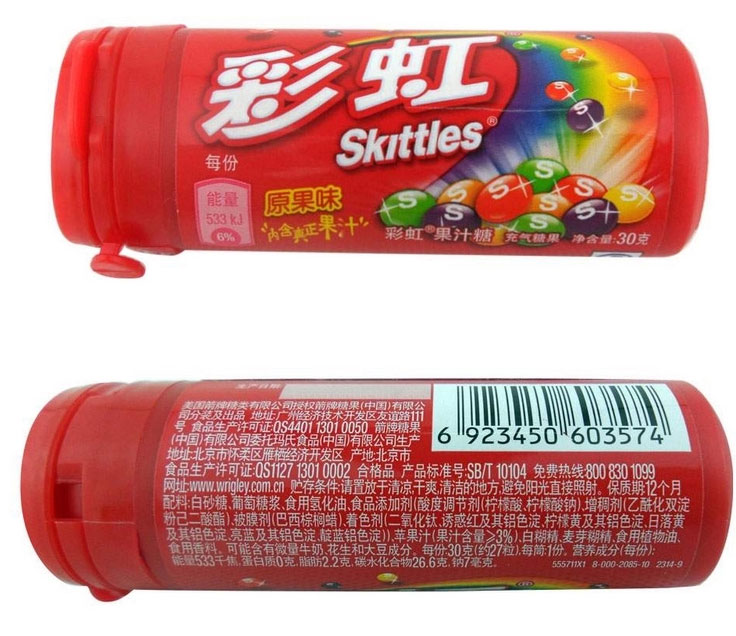 彩虹
Skittles®
每份
能量
533 kJ
6%
原果味
内含真正果汁
彩虹®果汁糖 充气糖果 净含量:30克
S
S
S
S
S
S
S
S
生产日期:
美国箭牌糖类有限公司授权箭牌糖果(中国)有限公
司分装及出品 地址:广州经济技术开发区友谊路111
号 食品生产许可证:QS4401 1301 0050 箭牌糖果
(中国)有限公司委托玛氏食品(中国)有限公司生产
地址:北京市怀柔区雁栖经济开发区 产地:北京市
食品生产许可证:QS1127 1301 0002 合格品 产品标准号:SB/T 10104 免费热线:800 830 1099
网址:www.wrigley.com.cn 贮存条件:请置放于清凉,干爽,清洁的地方,避免阳光直接照射。保质期:12个月
配料:白砂糖,葡萄糖浆,食用氢化油,食品添加剂(酸度调节剂(柠檬酸,柠檬酸钠),增稠剂(乙酰化双淀
粉己二酸酯),被膜剂(巴西棕榈蜡),着色剂(二氧化钛,诱惑红及其铝色淀,柠檬黄及其铝色淀,日落黄
及其铝色淀,亮蓝及其铝色淀,靛蓝铝色淀)),苹果汁(果汁含量≥3%),白糊精,麦芽糊精,食用植物油,
食用香料。可能含有微量牛奶,花生和大豆成分。每份:30克(约27粒),每筒:1份。营养成分(每份):
能量533千焦,蛋白质0克,脂肪2.2克,碳水化合物26.6克,钠7毫克。
555711X1 8-000-2085-10 2314-9
6 923450 603574